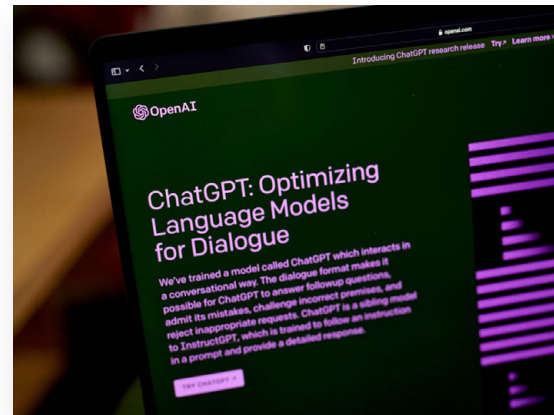 openai.com
Introducing ChatGPT research release Try↗ Learn more
OpenAI
ChatGPT: Optimizing
Language Models
for Dialogue
We've trained a model called ChatGPT which interacts in
a conversational way. The dialogue format makes it
possible for ChatGPT to answer followup questions,
admit its mistakes, challenge incorrect premises, and
reject inappropriate requests. ChatGPT is a sibling model
to InstructGPT, which is trained to follow an instruction
in a prompt and provide a detailed response.
TRY CHATGPT ↗